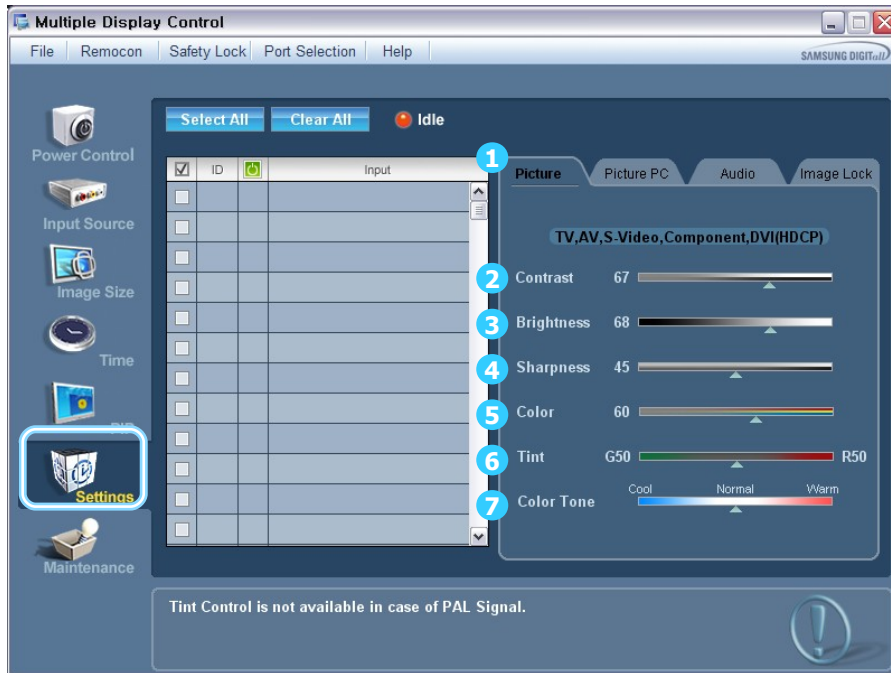 Multiple Display Control
File Remocon Safety Lock Port Selection Help SAMSUNG DIGITall
Select All Clear All Idle
Power Control
Input Source
Image Size
Time
PIP
Settings
Maintenance
ID Input
1 Picture Picture PC Audio Image Lock
TV,AV,S-Video,Component,DVI(HDCP)
2 Contrast 67
3 Brightness 68
4 Sharpness 45
5 Color 60
6 Tint G50 R50
7 Color Tone Cool Normal Warm
Tint Control is not available in case of PAL Signal.